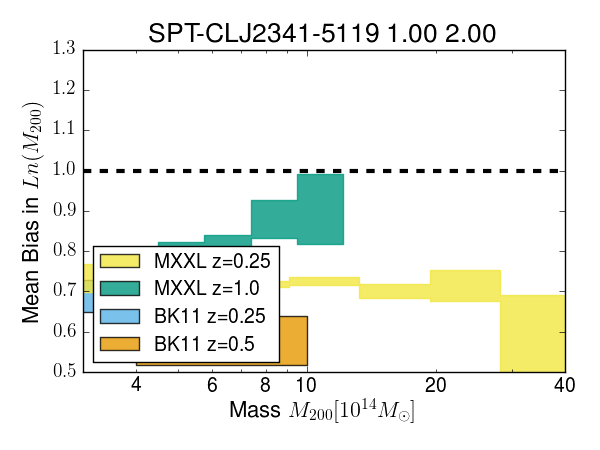 SPT-CLJ2341-5119 1.00 2.00
1.3
1.2
1.1
1.0
0.9
0.8
0.7
0.6
0.5
Mean Bias in Ln(M200)
MXXL z=0.25
MXXL z=1.0
BK11 z=0.25
BK11 z=0.5
4 6 8 10 20 40
Mass M200[10^14 M⊙]